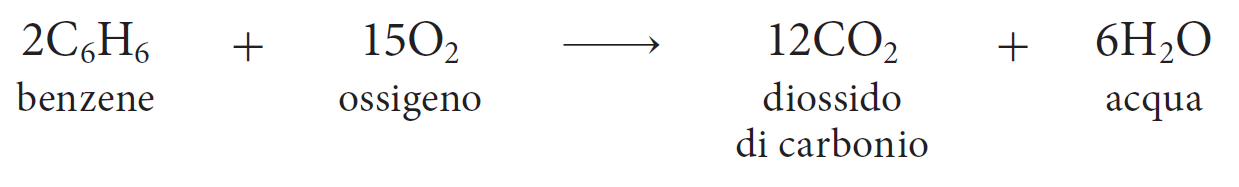 2C₆H₆ + 15O₂ ⟶ 12CO₂ + 6H₂O
benzene ossigeno diossido acqua
di carbonio